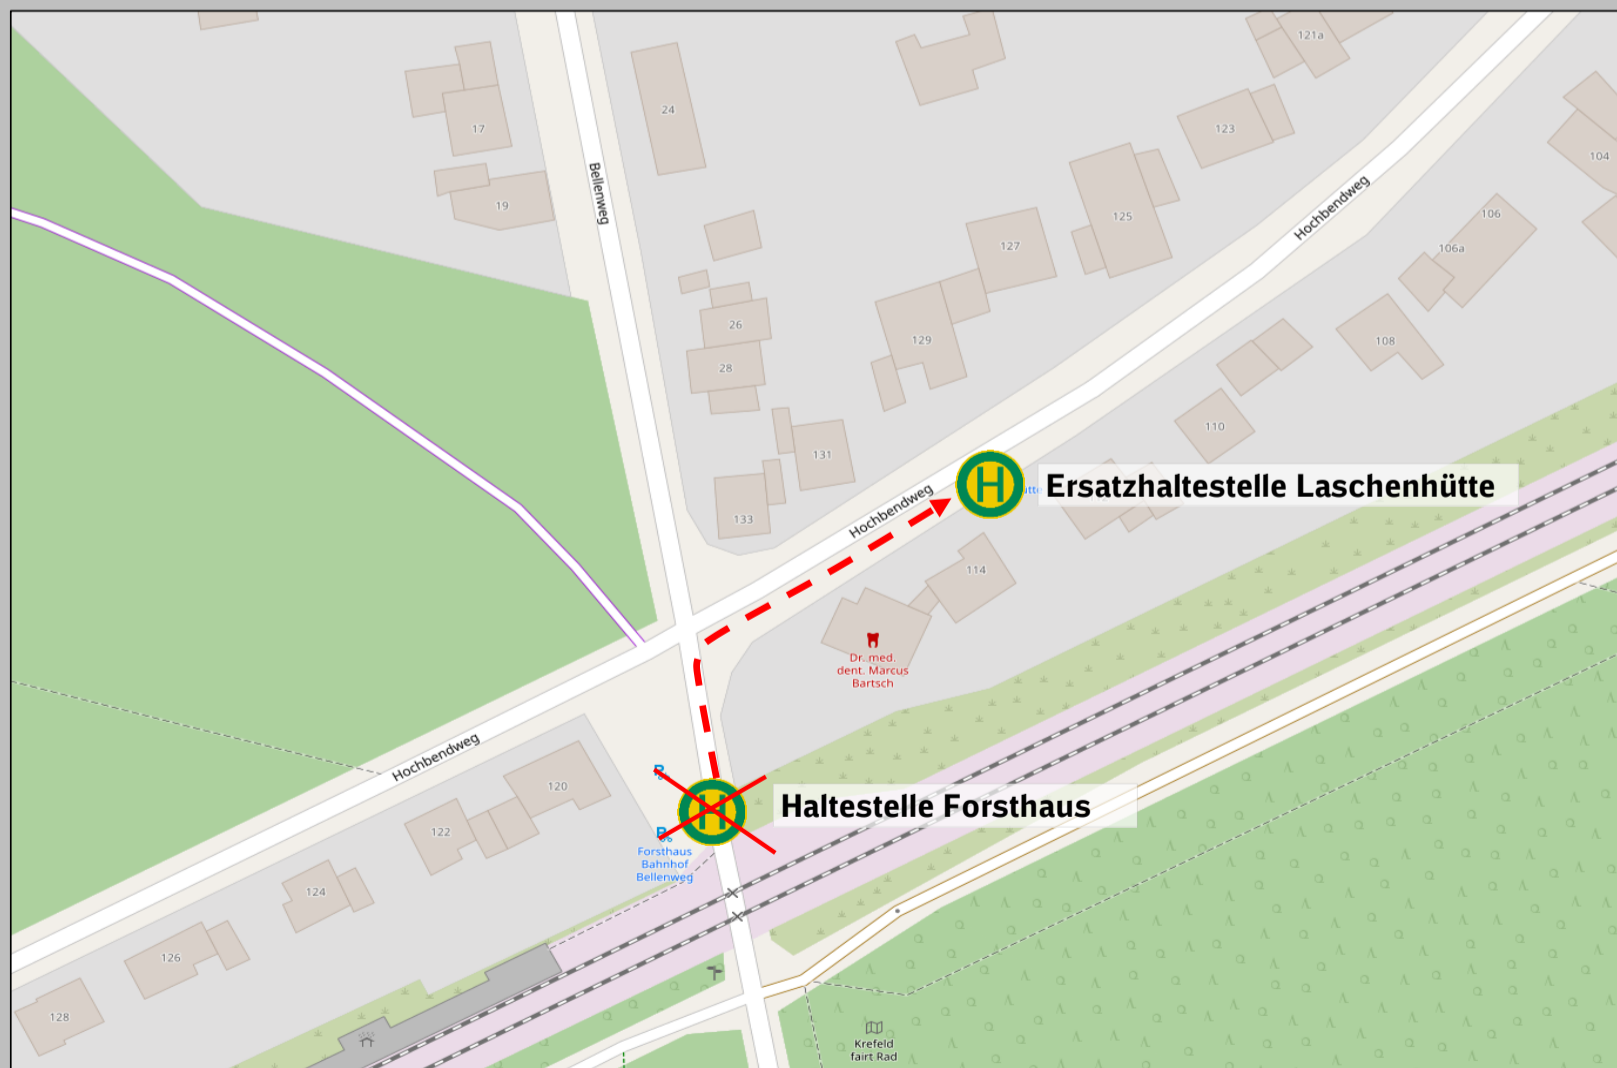 121a
24
17
123
104
Bellenweg
19
125
106
Hochbendweg
127
106a
26
129
108
28
110
131
Hochbendweg
H
Ersatzhaltestelle Laschenhütte
133
114
Dr. med.
dent. Marcus
Bartsch
Hochbendweg
120
H
Haltestelle Forsthaus
122
Forsthaus
Bahnhof
Bellenweg
124
126
128
Krefeld
fairt Rad